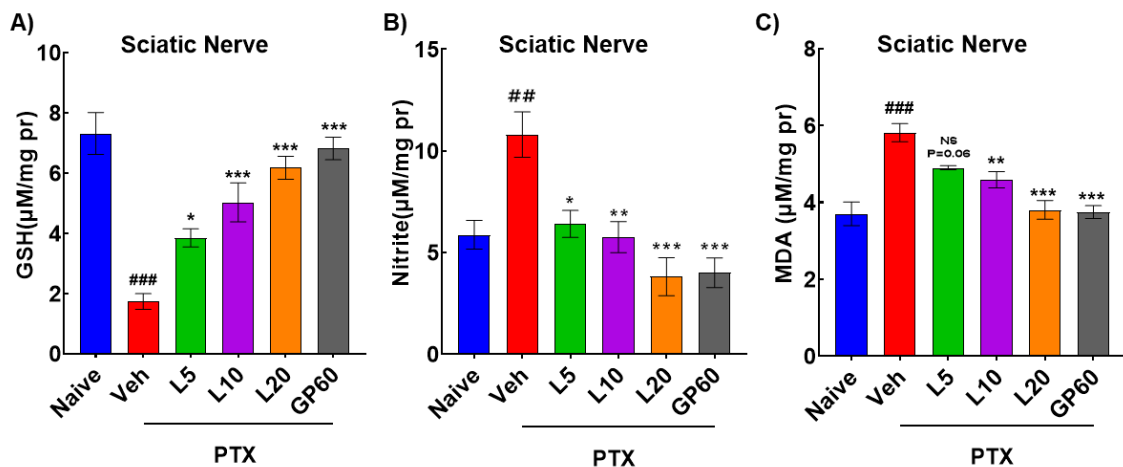 A)
Sciatic Nerve
GSH(µM/mg pr)
10
8
6
4
2
0
###
*
***
***
***
Naive
Veh
L5
L10
L20
GP60
PTX
B)
Sciatic Nerve
Nitrite(µM/mg pr)
15
10
5
0
##
*
**
***
***
Naive
Veh
L5
L10
L20
GP60
PTX
C)
Sciatic Nerve
MDA (µM/mg pr)
8
6
4
2
0
###
NS
P=0.06
**
***
***
Naive
Veh
L5
L10
L20
GP60
PTX